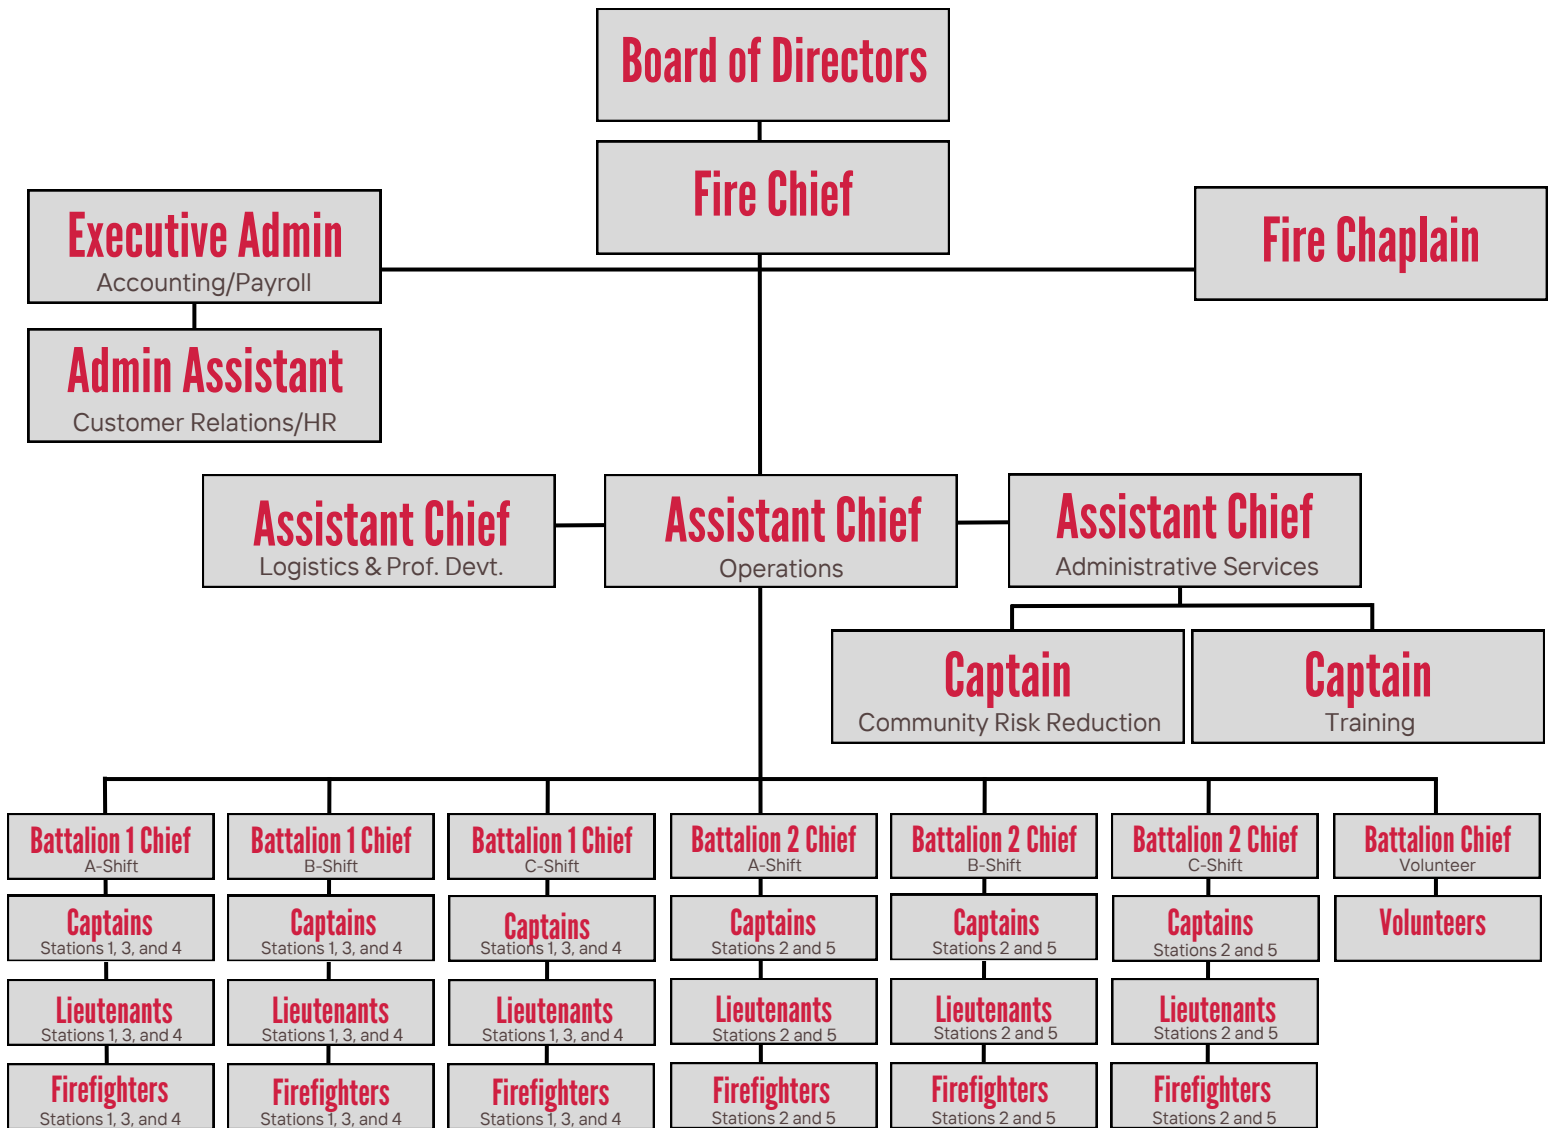 Board of Directors
Fire Chief
Executive Admin
Accounting/Payroll
Fire Chaplain
Admin Assistant
Customer Relations/HR
Assistant Chief
Logistics & Prof. Devt.
Assistant Chief
Operations
Assistant Chief
Administrative Services
Captain
Community Risk Reduction
Captain
Training
Battalion 1 Chief
A-Shift
Battalion 1 Chief
B-Shift
Battalion 1 Chief
C-Shift
Battalion 2 Chief
A-Shift
Battalion 2 Chief
B-Shift
Battalion 2 Chief
C-Shift
Battalion Chief
Volunteer
Captains
Stations 1, 3, and 4
Captains
Stations 1, 3, and 4
Captains
Stations 1, 3, and 4
Captains
Stations 2 and 5
Captains
Stations 2 and 5
Captains
Stations 2 and 5
Volunteers
Lieutenants
Stations 1, 3, and 4
Lieutenants
Stations 1, 3, and 4
Lieutenants
Stations 1, 3, and 4
Lieutenants
Stations 2 and 5
Lieutenants
Stations 2 and 5
Lieutenants
Stations 2 and 5
Firefighters
Stations 1, 3, and 4
Firefighters
Stations 1, 3, and 4
Firefighters
Stations 1, 3, and 4
Firefighters
Stations 2 and 5
Firefighters
Stations 2 and 5
Firefighters
Stations 2 and 5